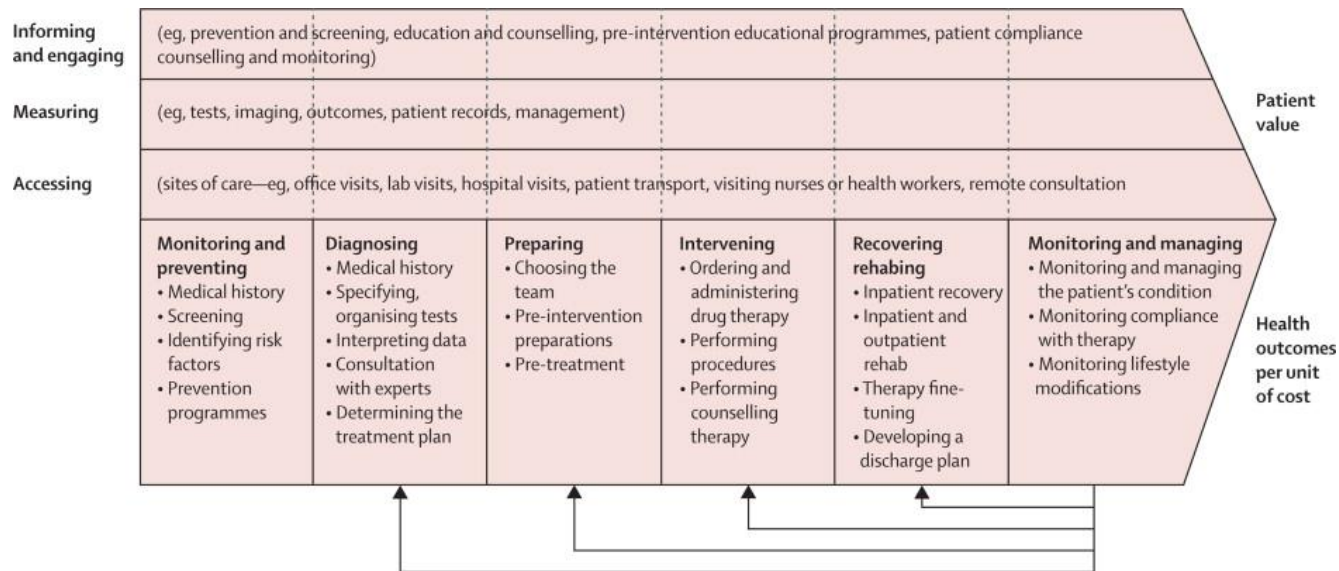 Informing
and engaging
(eg, prevention and screening, education and counselling, pre-intervention educational programmes, patient compliance
counselling and monitoring)
Measuring
(eg, tests, imaging, outcomes, patient records, management)
Patient
value
Accessing
(sites of care—eg, office visits, lab visits, hospital visits, patient transport, visiting nurses or health workers, remote consultation
Monitoring and
preventing
• Medical history
• Screening
• Identifying risk
factors
• Prevention
programmes
Diagnosing
• Medical history
• Specifying,
organising tests
• Interpreting data
• Consultation
with experts
• Determining the
treatment plan
Preparing
• Choosing the
team
• Pre-intervention
preparations
• Pre-treatment
Intervening
• Ordering and
administering
drug therapy
• Performing
procedures
• Performing
counselling
therapy
Recovering
rehabing
• Inpatient recovery
• Inpatient and
outpatient
rehab
• Therapy fine-
tuning
• Developing a
discharge plan
Monitoring and managing
• Monitoring and managing
the patient's condition
• Monitoring compliance
with therapy
• Monitoring lifestyle
modifications
Health
outcomes
per unit
of cost